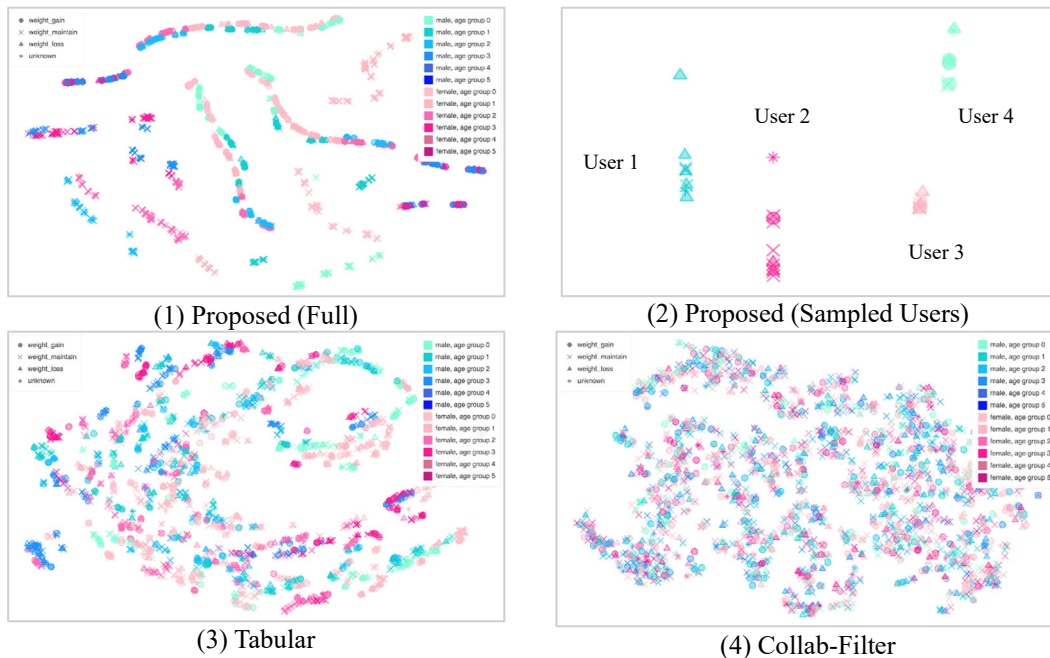 weight_gain
weight_maintain
weight_loss
unknown
male, age group 0
male, age group 1
male, age group 2
male, age group 3
male, age group 4
male, age group 5
female, age group 0
female, age group 1
female, age group 2
female, age group 3
female, age group 4
female, age group 5
(1) Proposed (Full)
User 1
User 2
User 3
User 4
(2) Proposed (Sampled Users)
weight_gain
weight_maintain
weight_loss
unknown
male, age group 0
male, age group 1
male, age group 2
male, age group 3
male, age group 4
male, age group 5
female, age group 0
female, age group 1
female, age group 2
female, age group 3
female, age group 4
female, age group 5
(3) Tabular
weight_gain
weight_maintain
weight_loss
unknown
male, age group 0
male, age group 1
male, age group 2
male, age group 3
male, age group 4
male, age group 5
female, age group 0
female, age group 1
female, age group 2
female, age group 3
female, age group 4
female, age group 5
(4) Collab-Filter